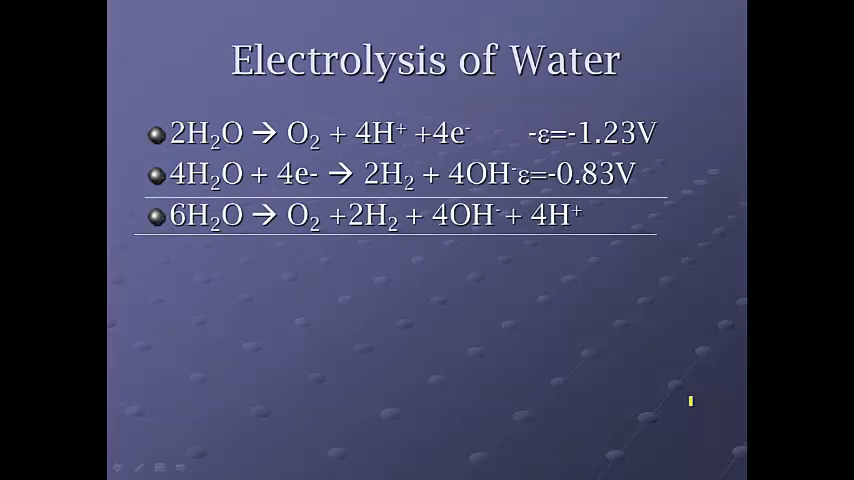 Electrolysis of Water
2H₂O → O₂ + 4H⁺ +4e⁻ -ε=-1.23V
4H₂O + 4e- → 2H₂ + 4OH⁻ε=-0.83V
6H₂O → O₂ +2H₂ + 4OH⁻+ 4H⁺